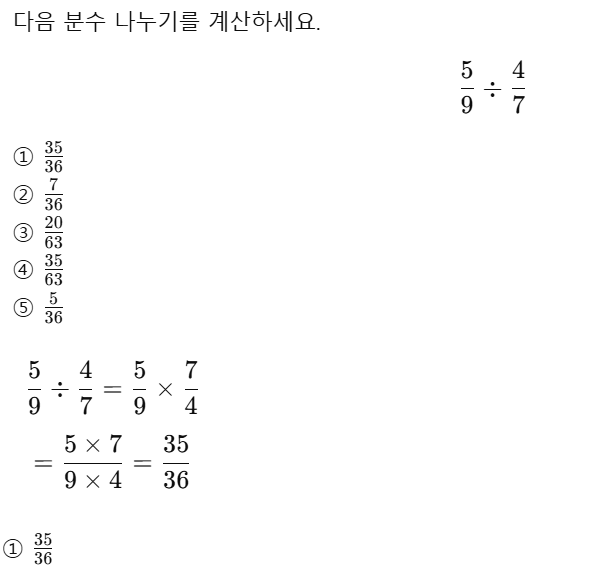 다음 분수 나누기를 계산하세요.
5/9 ÷ 4/7
① 35/36
② 7/36
③ 20/63
④ 35/63
⑤ 5/36
5/9 ÷ 4/7 = 5/9 × 7/4
= (5 × 7)/(9 × 4) = 35/36
① 35/36